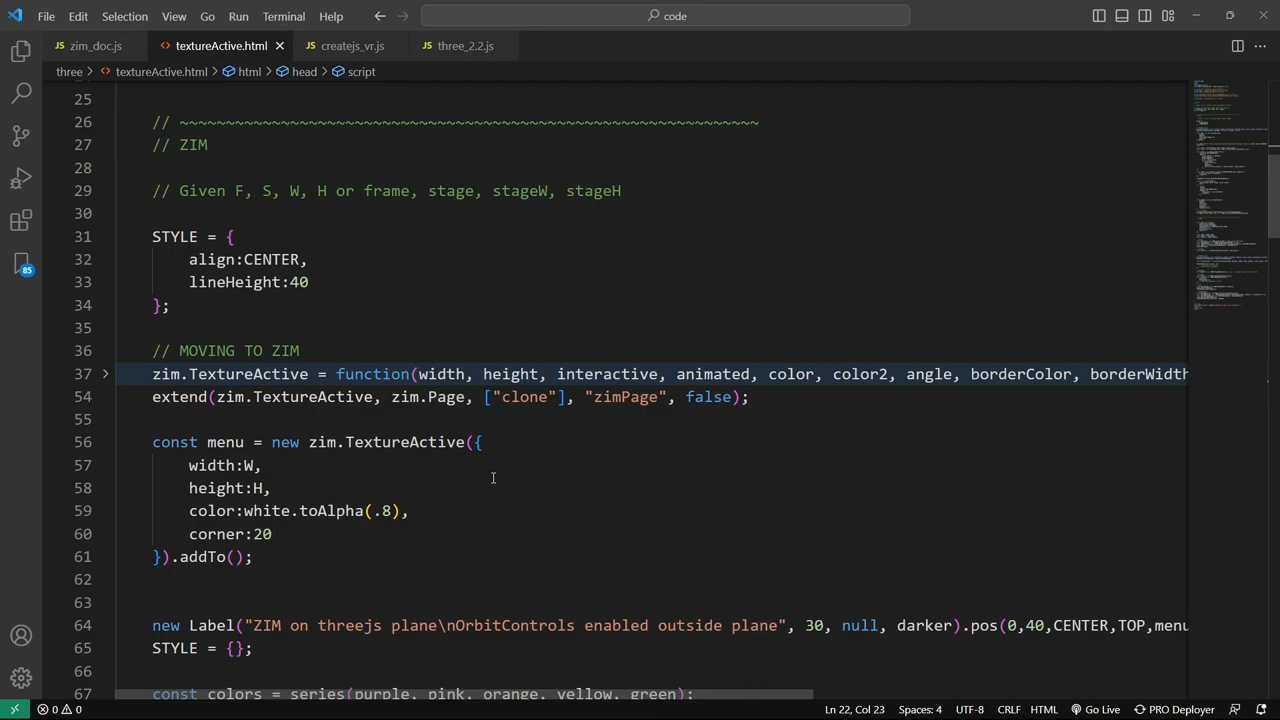 File Edit Selection View Go Run Terminal Help
code
zim_doc.js
textureActive.html
createjs_vr.js
three_2.2.js
three > textureActive.html > html > head > script
25
26 // ~~~~~~~~~~~~~~~~~~~~~~~~~~~~~~~~~~~~~~~~~~~~~~~~~~~~~~~~~~~~~~~
27 // ZIM
28
29 // Given F, S, W, H or frame, stage, stageW, stageH
30
31 STYLE = {
32     align:CENTER,
33     lineHeight:40
34 };
35
36 // MOVING TO ZIM
37 zim.TextureActive = function(width, height, interactive, animated, color, color2, angle, borderColor, borderWidth
54 extend(zim.TextureActive, zim.Page, ["clone"], "zimPage", false);
55
56 const menu = new zim.TextureActive({
57     width:W,
58     height:H,
59     color:white.toAlpha(.8),
60     corner:20
61 }).addTo();
62
63
64 new Label("ZIM on threejs plane\nOrbitControls enabled outside plane", 30, null, darker).pos(0,40,CENTER,TOP,menu
65 STYLE = {};
66
67 const colors = series(purple, pink, orange, yellow, green);
85
0 0
Ln 22, Col 23
Spaces: 4
UTF-8
CRLF
HTML
Go Live
PRO Deployer